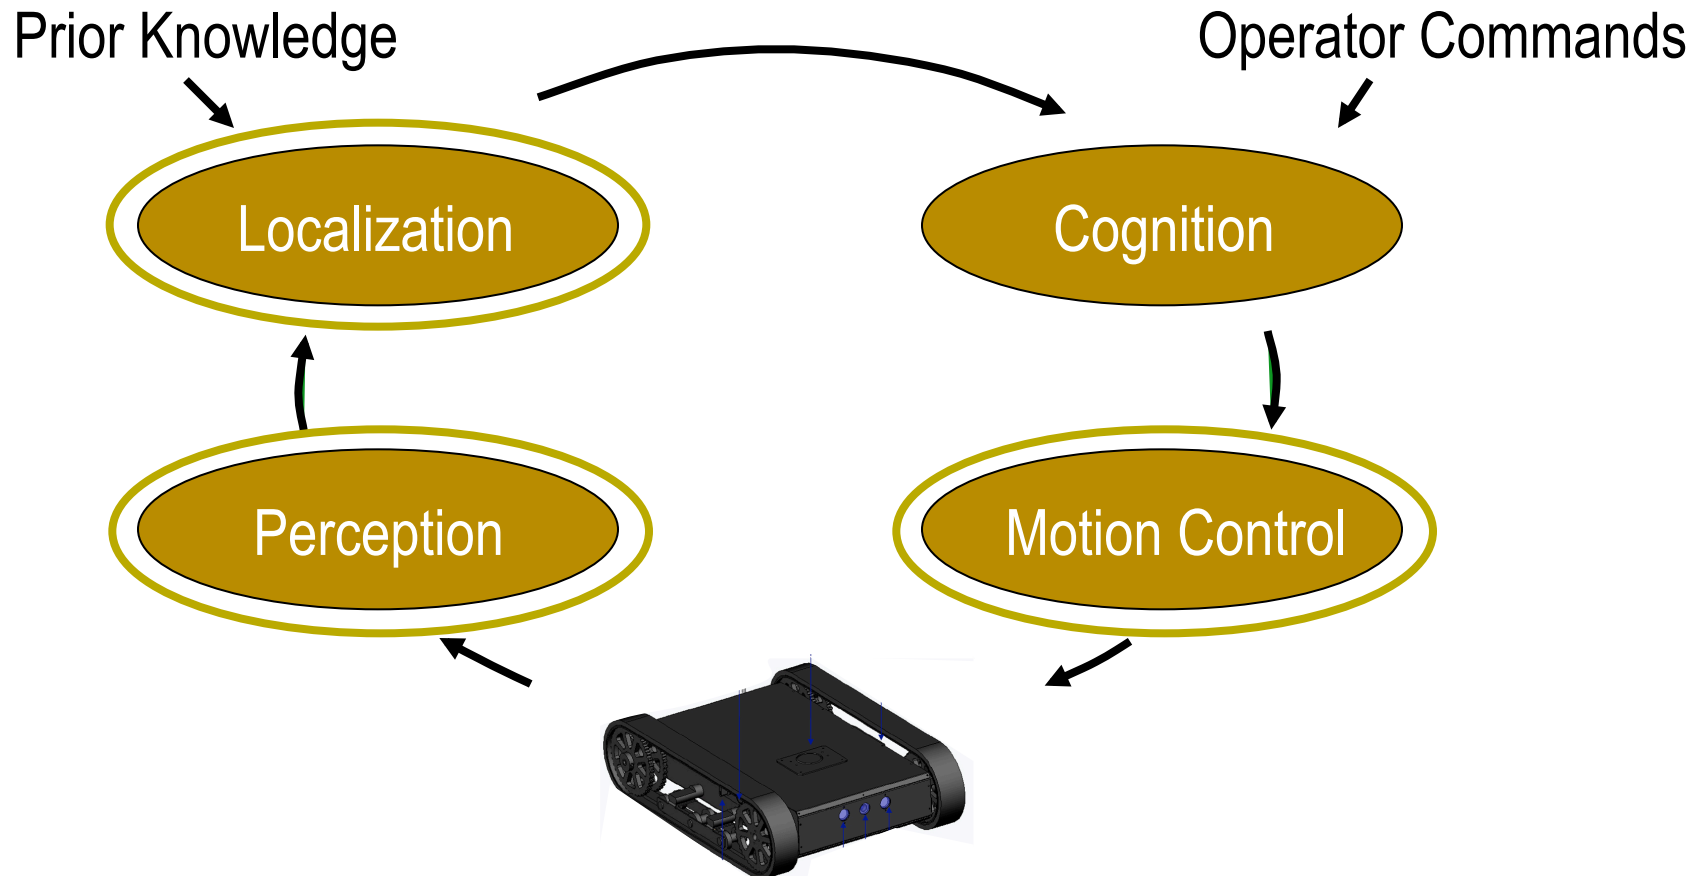 Prior Knowledge
Operator Commands
Localization
Cognition
Perception
Motion Control